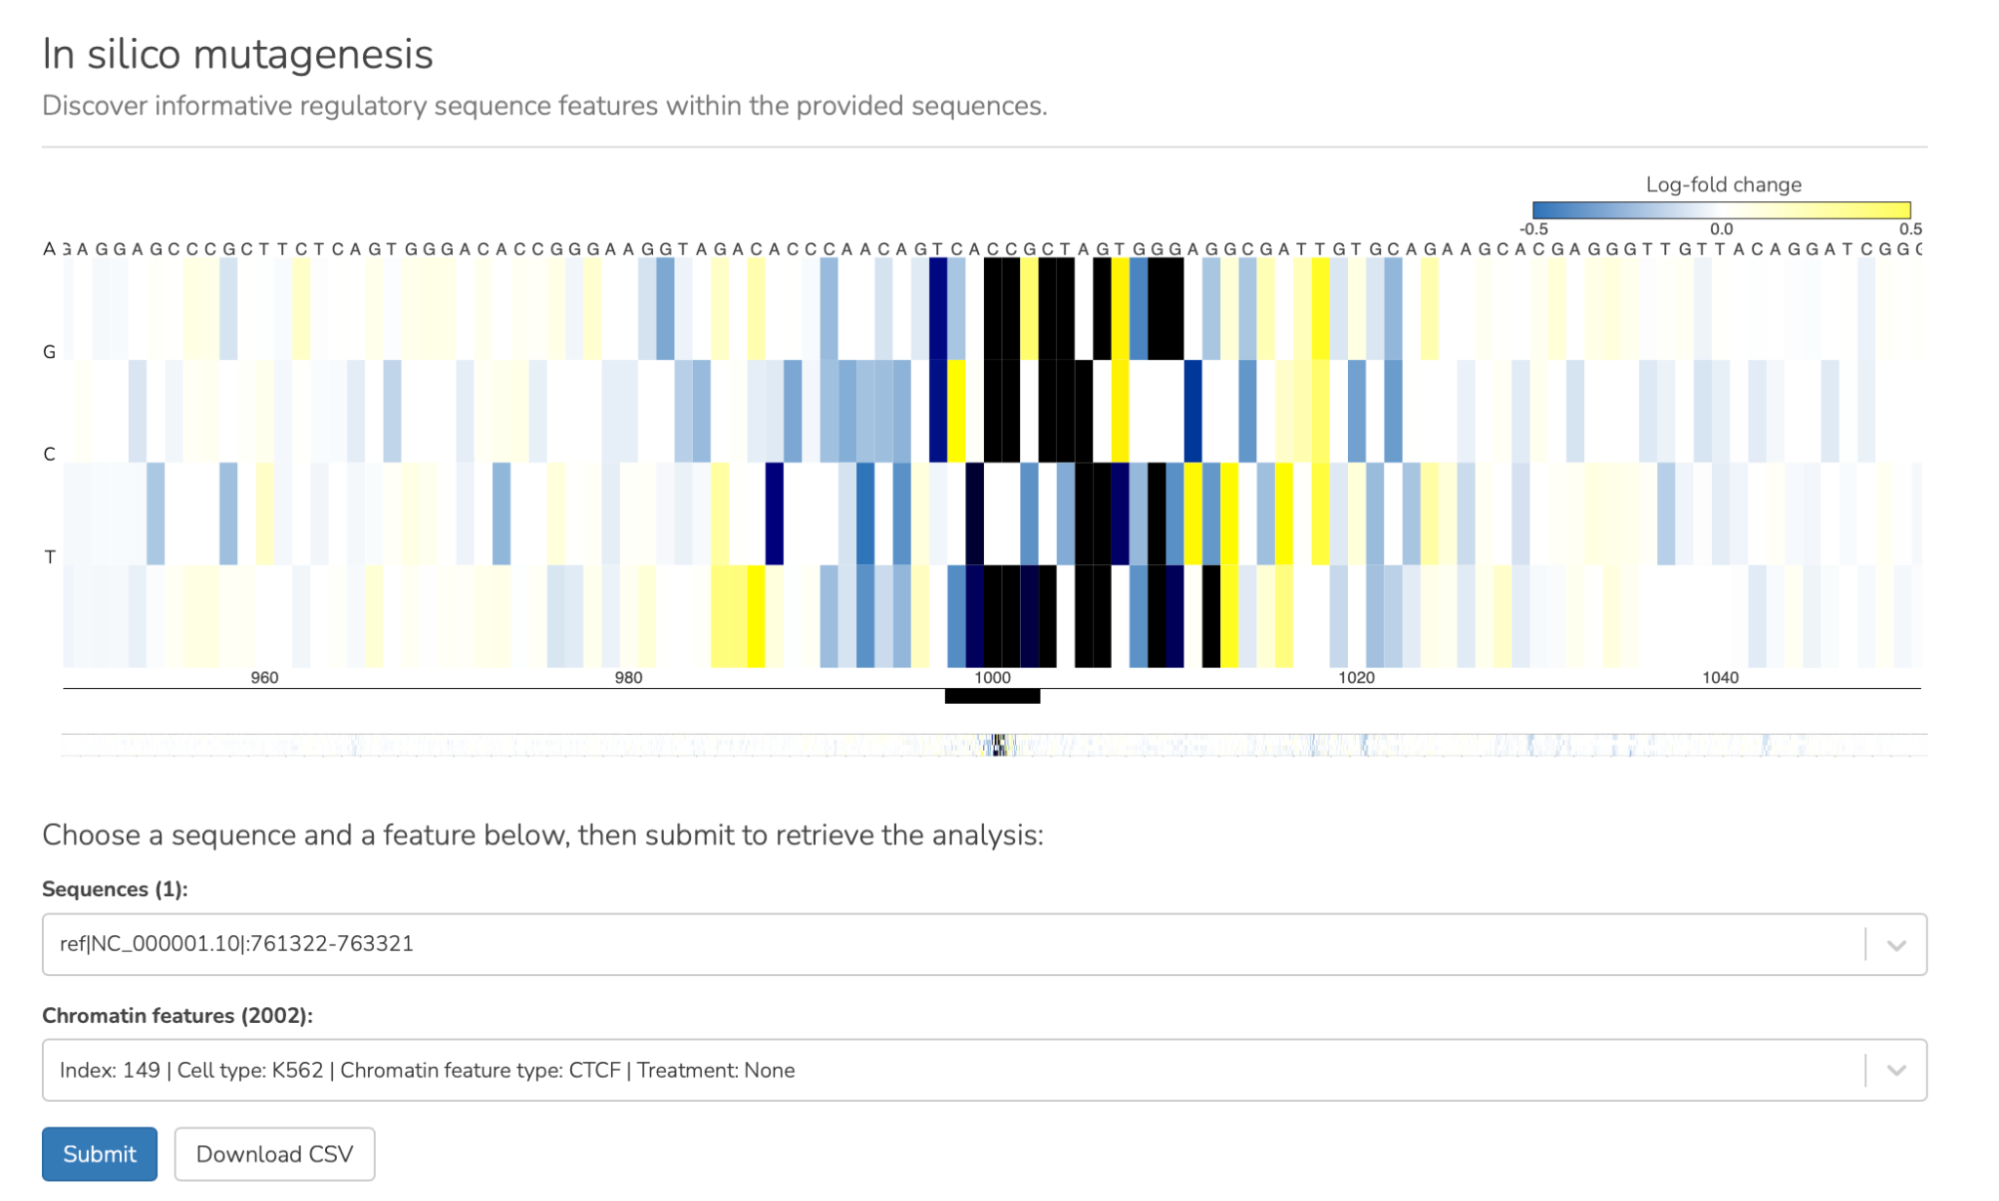 In silico mutagenesis
Discover informative regulatory sequence features within the provided sequences.
Log-fold change
-0.5 0.0 0.5
A G A G G A G C C C G C T T C T C A G T G G G A C A C C G G G A A G G T A G A C A C C C A A C A G T C A C C G C T A G T G G G A G G C G A T T G T G C A G A A G C A C G A G G G T T G T T A C A G G A T C G G G
G
C
T
960 980 1000 1020 1040
Choose a sequence and a feature below, then submit to retrieve the analysis:
Sequences (1):
ref|NC_000001.10|:761322-763321
Chromatin features (2002):
Index: 149 | Cell type: K562 | Chromatin feature type: CTCF | Treatment: None
Submit Download CSV